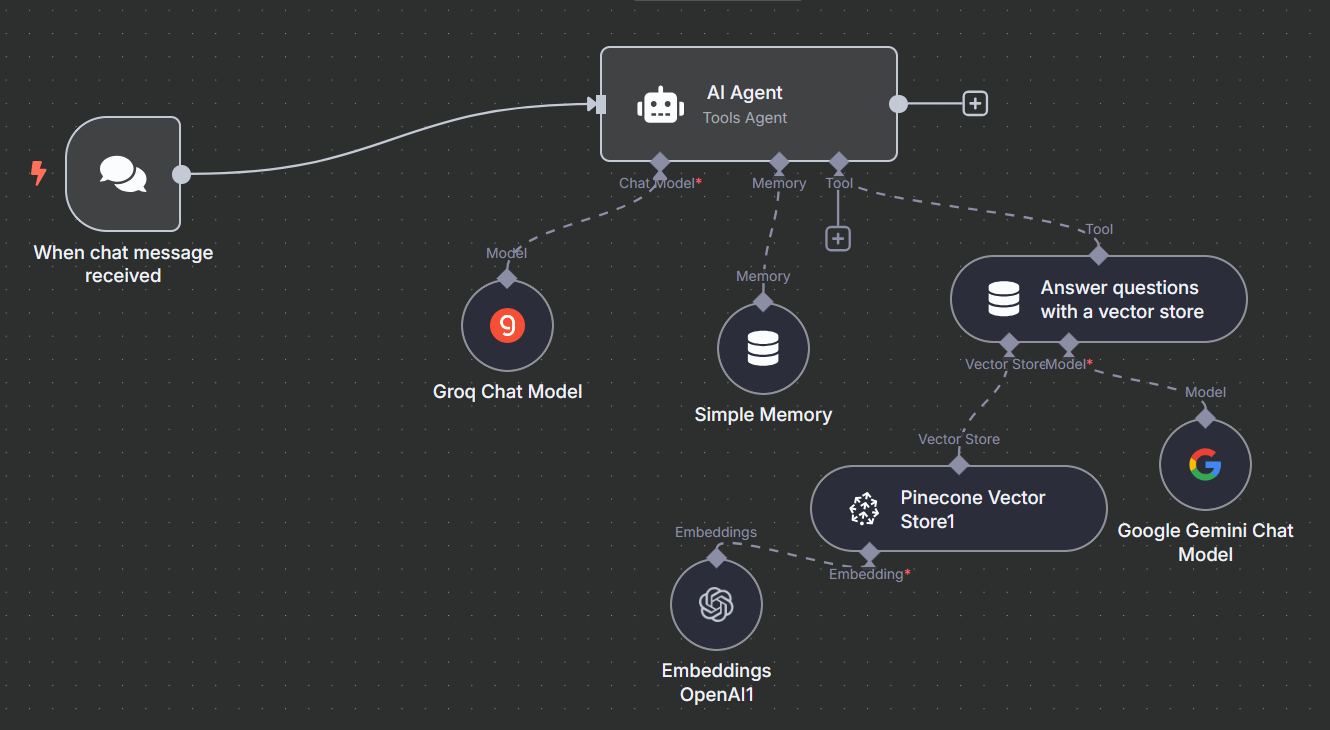 AI Agent
Tools Agent
When chat message
received
Chat Model*
Memory
Tool
Model
Groq Chat Model
Memory
Simple Memory
Tool
Answer questions
with a vector store
Vector Store
Model*
Model
Google Gemini Chat
Model
Vector Store
Pinecone Vector
Store1
Embedding*
Embeddings
Embeddings
OpenAI1